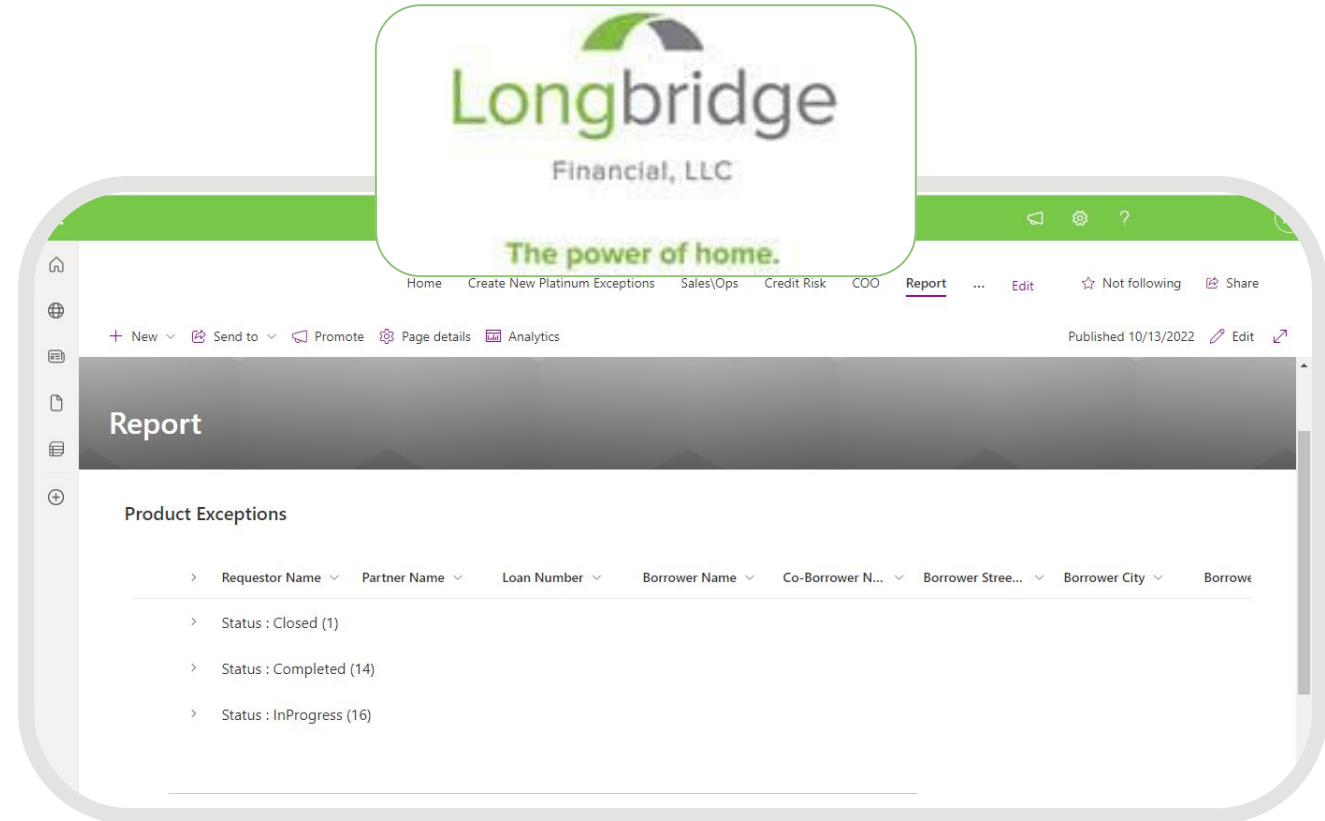 Longbridge
Financial, LLC
The power of home.
?
Home Create New Platinum Exceptions Sales\Ops Credit Risk COO Report ... Edit Not following Share
New Send to Promote Page details Analytics Published 10/13/2022 Edit
Report
Product Exceptions
Requestor Name Partner Name Loan Number Borrower Name Co-Borrower N... Borrower Stree... Borrower City Borrowe
Status : Closed (1)
Status : Completed (14)
Status : InProgress (16)